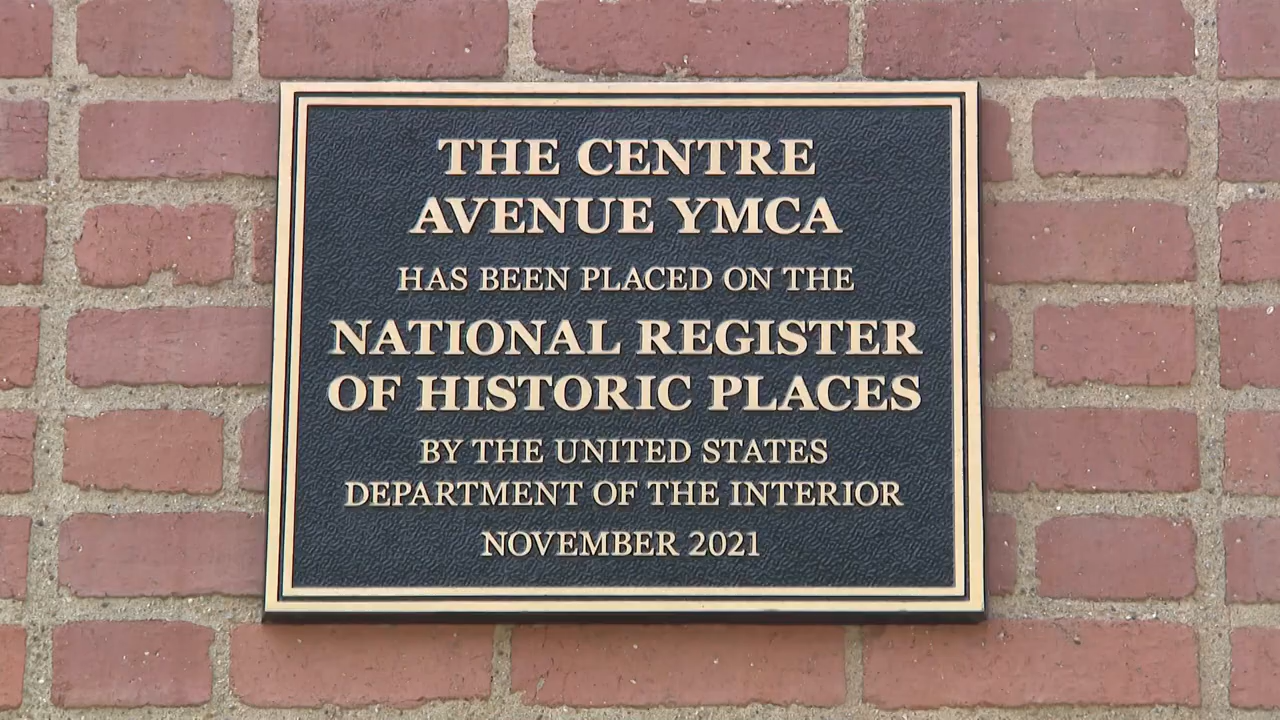 THE CENTRE
AVENUE YMCA
HAS BEEN PLACED ON THE
NATIONAL REGISTER
OF HISTORIC PLACES
BY THE UNITED STATES
DEPARTMENT OF THE INTERIOR
NOVEMBER 2021